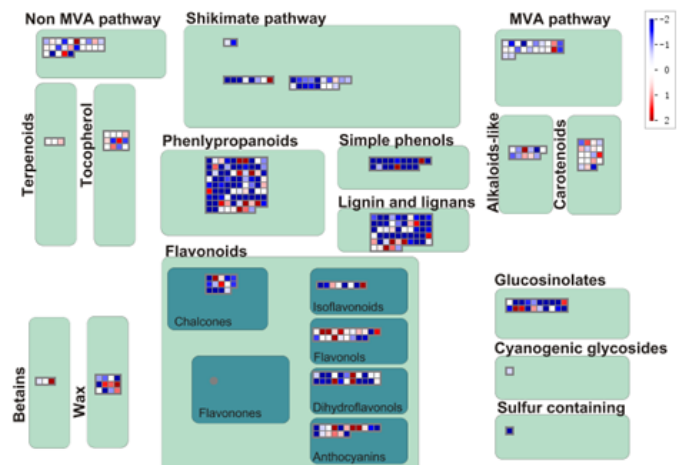 Non MVA pathway
Shikimate pathway
MVA pathway
-2
-1
0
1
2
Terpenoids
Tocopherol
Phenlypropanoids
Simple phenols
Lignin and lignans
Alkaloids-like
Carotenoids
Flavonoids
Chalcones
Isoflavonoids
Flavonols
Flavonones
Dihydroflavonols
Anthocyanins
Glucosinolates
Cyanogenic glycosides
Sulfur containing
Betains
Wax